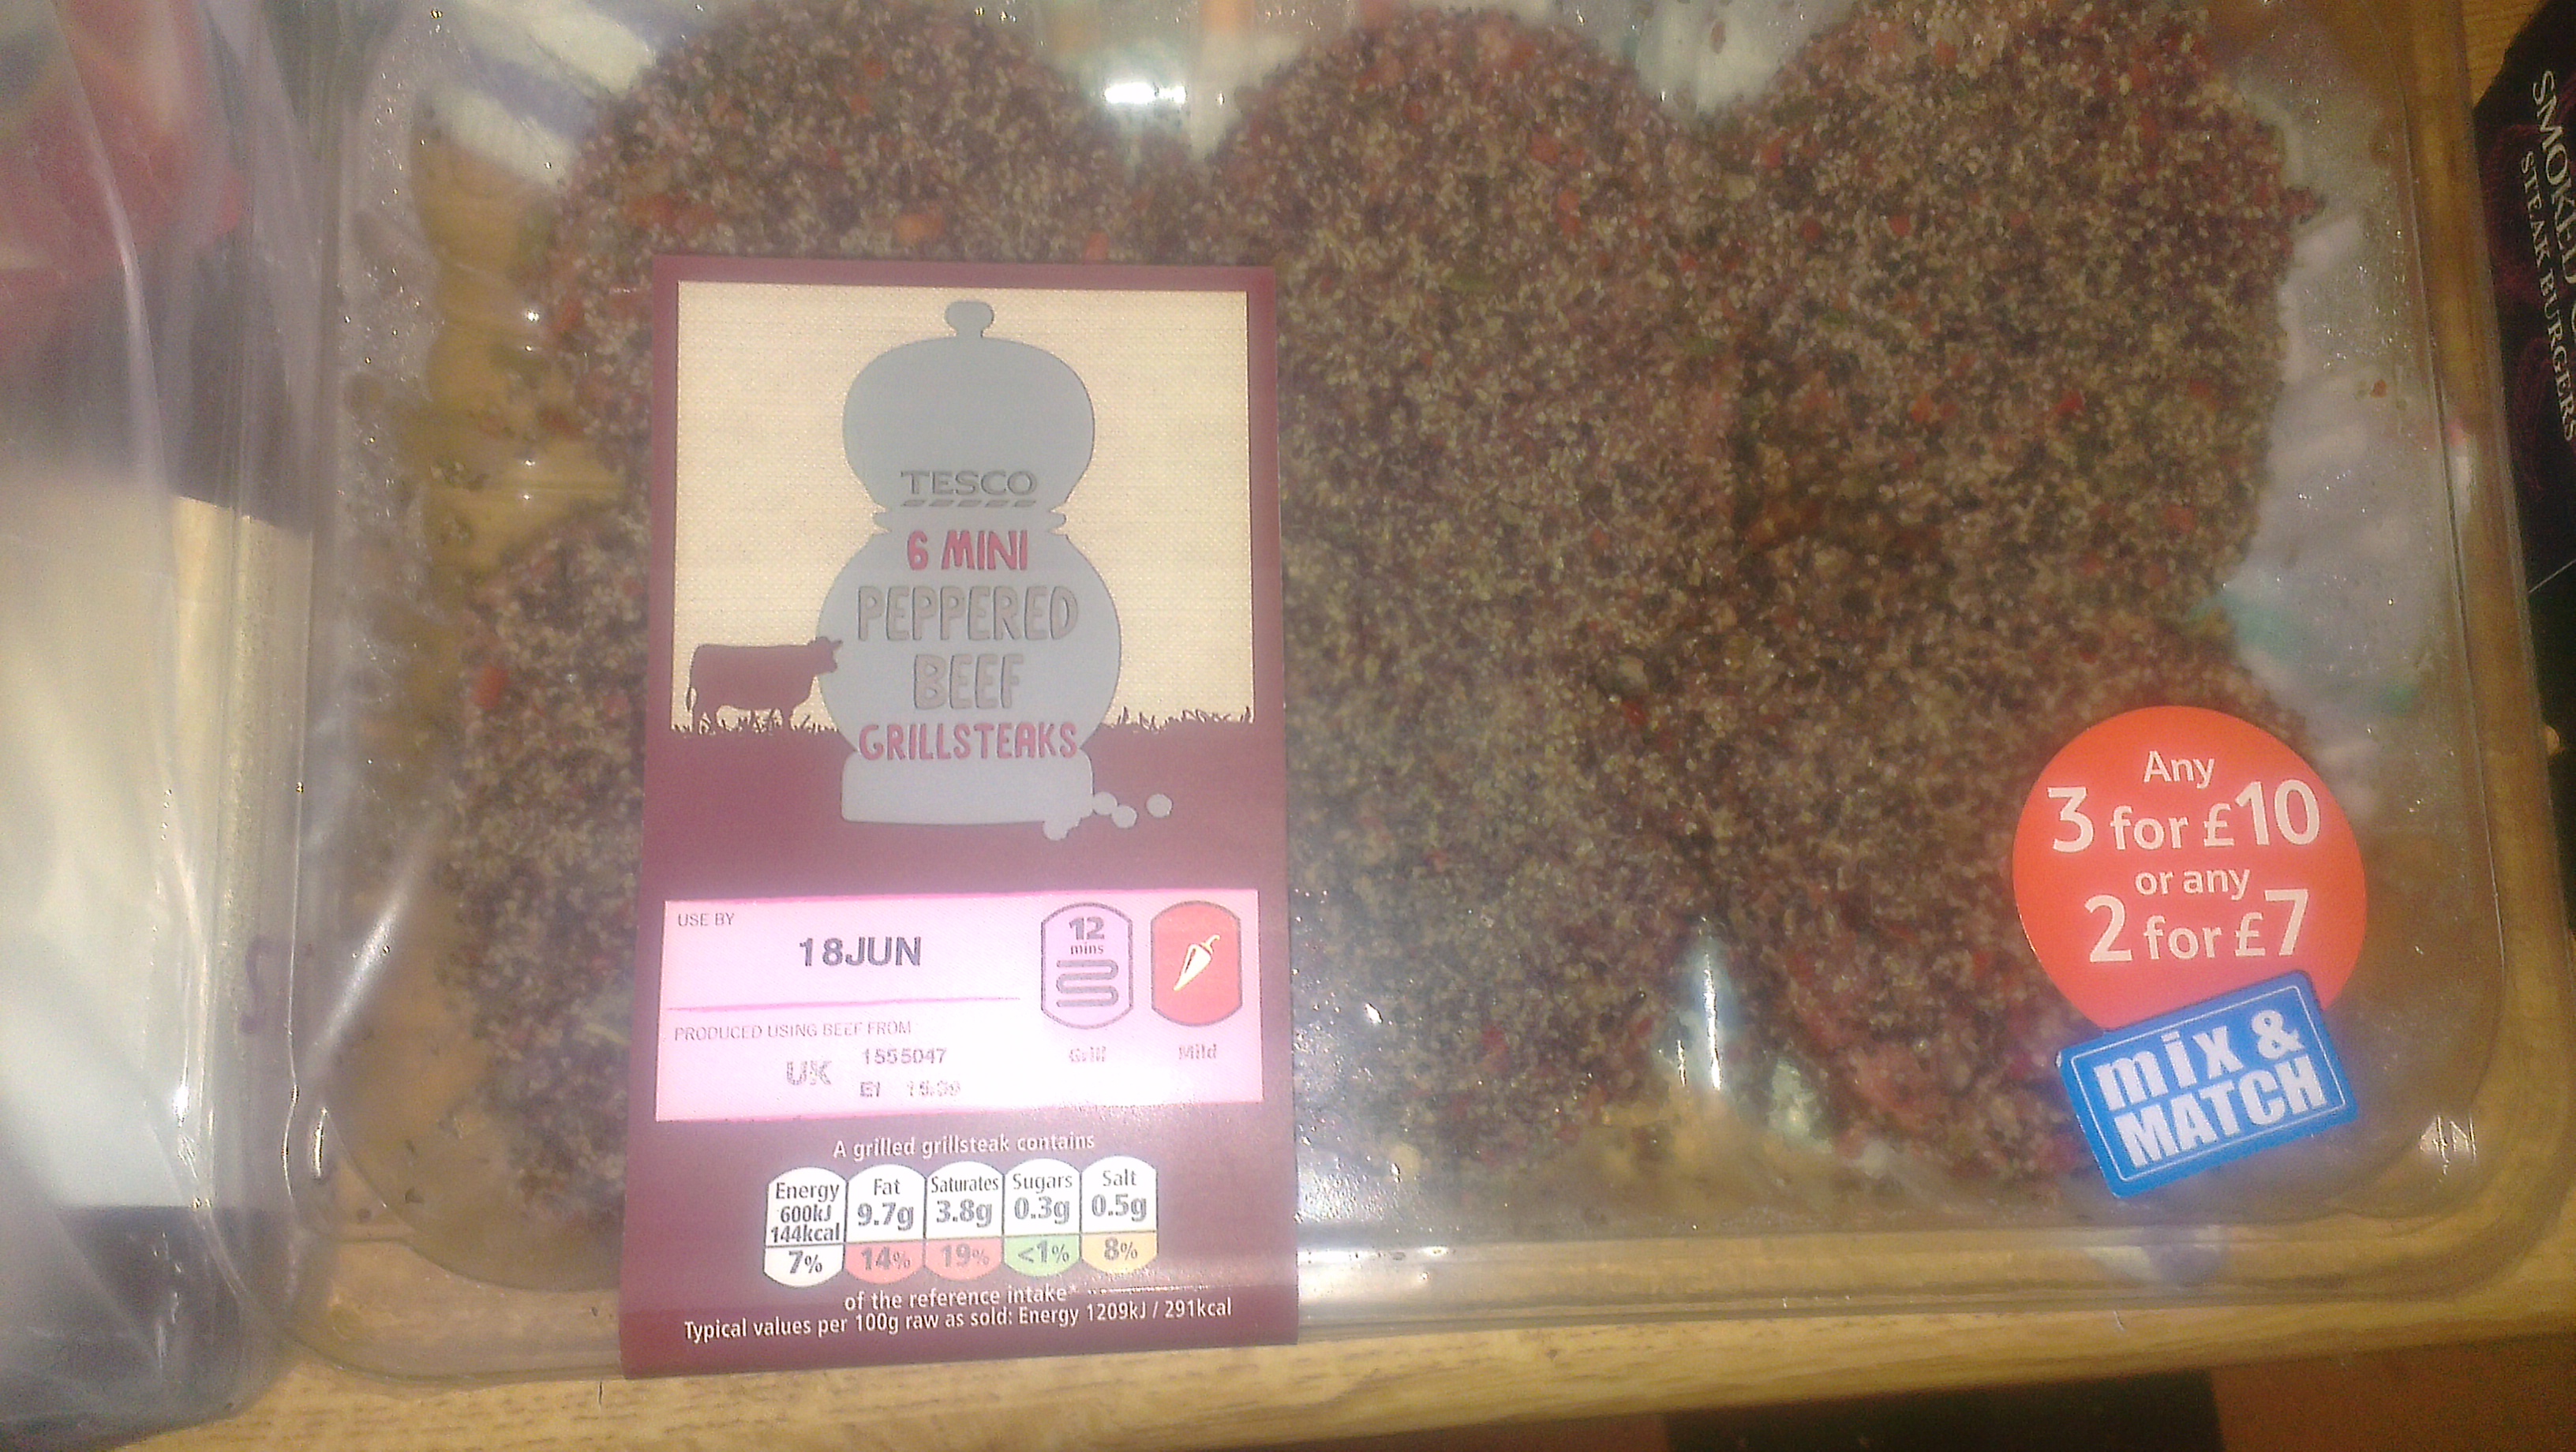 TESCO
6 MINI
PEPPERED
BEEF
GRILLSTEAKS
USE BY
18JUN
12
mins
Grill
Mild
PRODUCED USING BEEF FROM
UK
1555047
A grilled grillsteak contains
Energy
600kJ
144kcal
7%
Fat
9.7g
14%
Saturates
3.8g
19%
Sugars
0.3g
<1%
Salt
0.5g
8%
of the reference intake*
Typical values per 100g raw as sold: Energy 1209kJ / 291kcal
Any
3 for £10
or any
2 for £7
mix &
MATCH
STEAK BURGERS